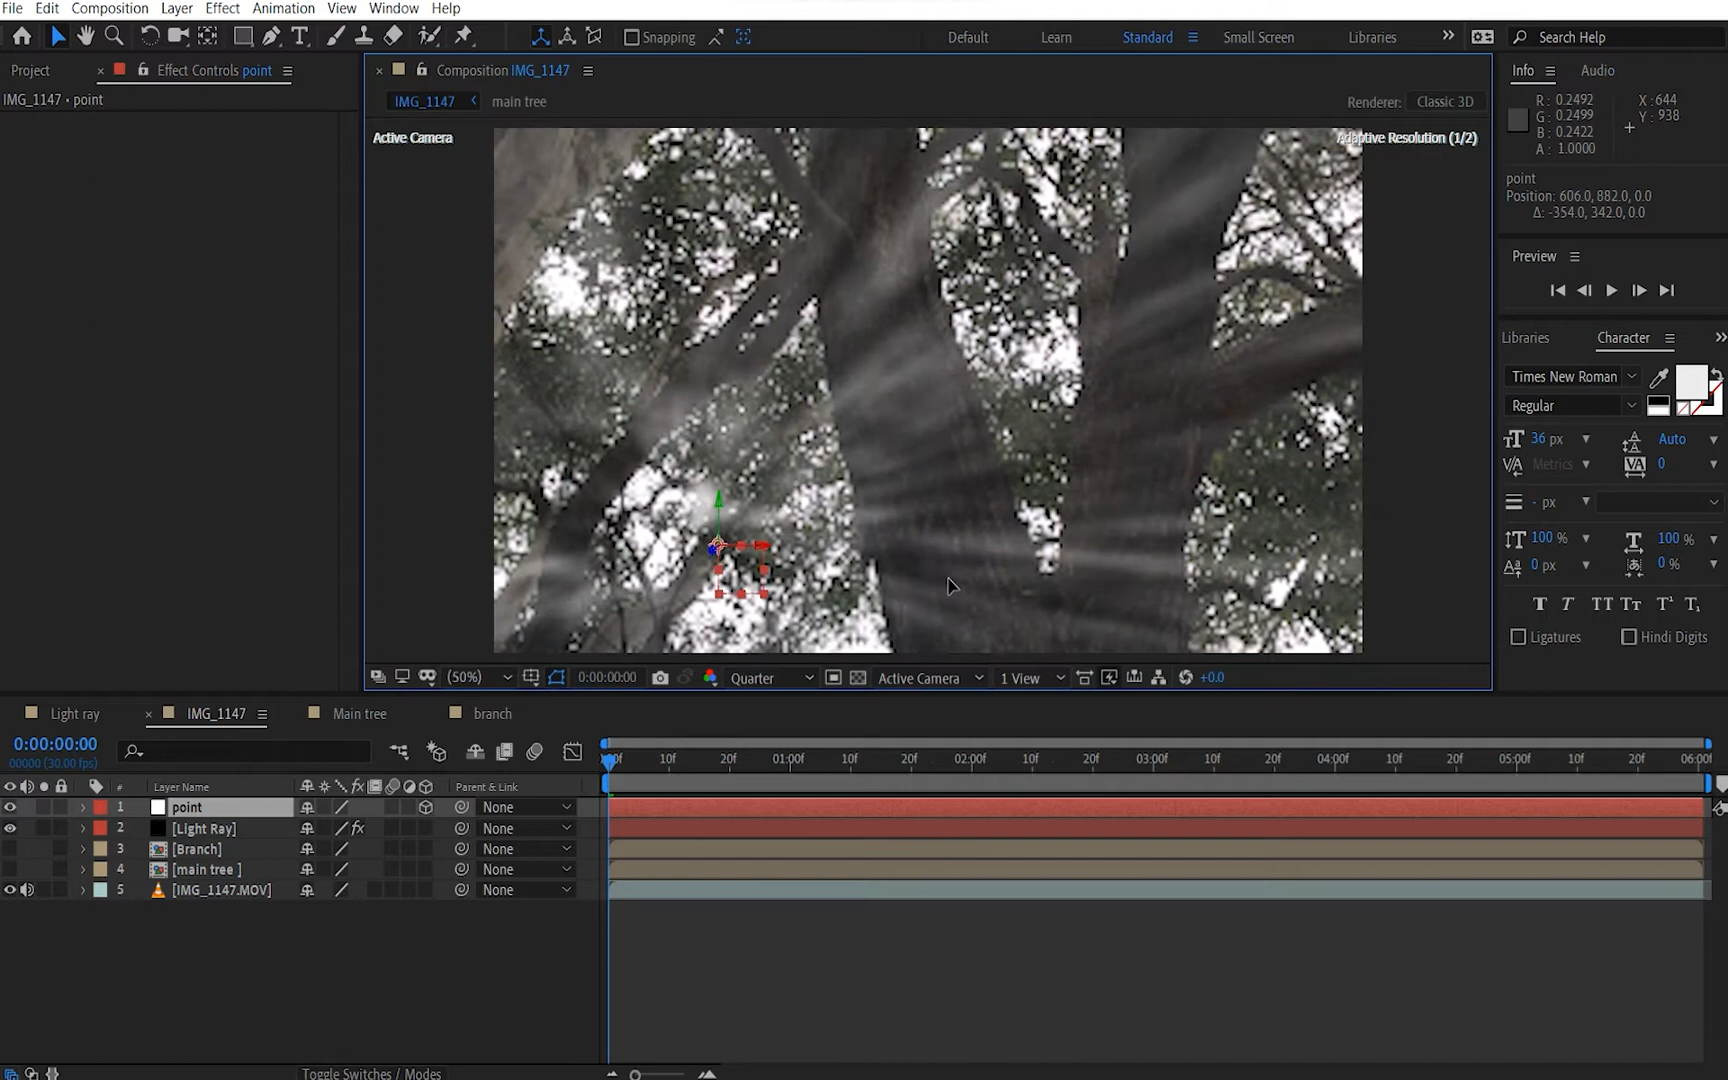 File Edit Composition Layer Effect Animation View Window Help
Snapping Default Learn Standard Small Screen Libraries Search Help
Project Effect Controls point
IMG_1147 • point
Composition IMG_1147
IMG_1147 main tree Renderer: Classic 3D
Active Camera Adaptive Resolution (1/2)
(50%) 0:00:00:00 Quarter Active Camera 1 View +0.0
Info Audio
R: 0.2492 X: 644
G: 0.2499 Y: 938
B: 0.2422
A: 1.0000
point
Position: 606.0, 882.0, 0.0
Δ: -354.0, 342.0, 0.0
Preview
Libraries Character
Times New Roman
Regular
36 px Auto
Metrics 0
- px
100 % 100 %
0 px 0 %
T T TT Tt T¹ T₁
Ligatures Hindi Digits
Light ray IMG_1147 Main tree branch
0:00:00:00
00000 (30.00 fps)
10f 20f 01:00f 10f 20f 02:00f 10f 20f 03:00f 10f 20f 04:00f 10f 20f 05:00f 10f 20f 06:00f
# Layer Name fx Parent & Link
1 point None
2 [Light Ray] fx None
3 [Branch] None
4 [main tree ] None
5 [IMG_1147.MOV] None
Toggle Switches / Modes